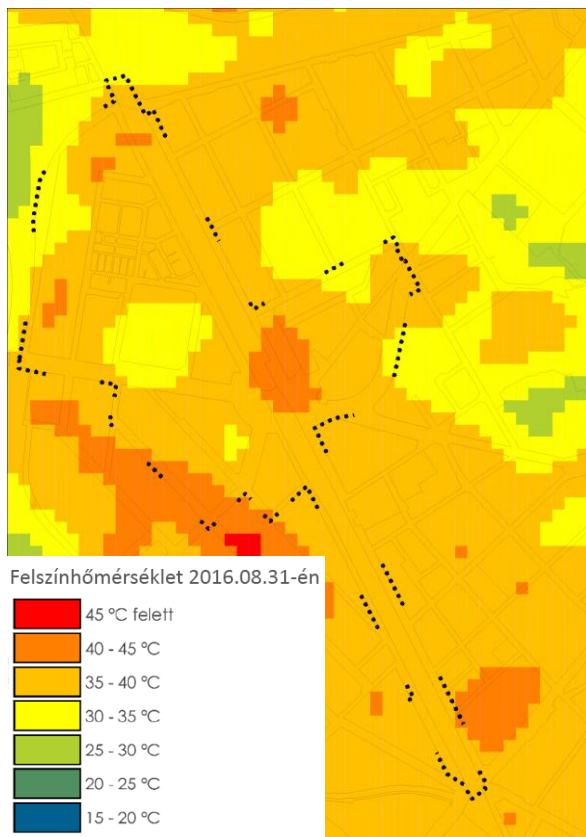 Felszínhőmérséklet 2016.08.31-én
45 °C felett
40 - 45 °C
35 - 40 °C
30 - 35 °C
25 - 30 °C
20 - 25 °C
15 - 20 °C